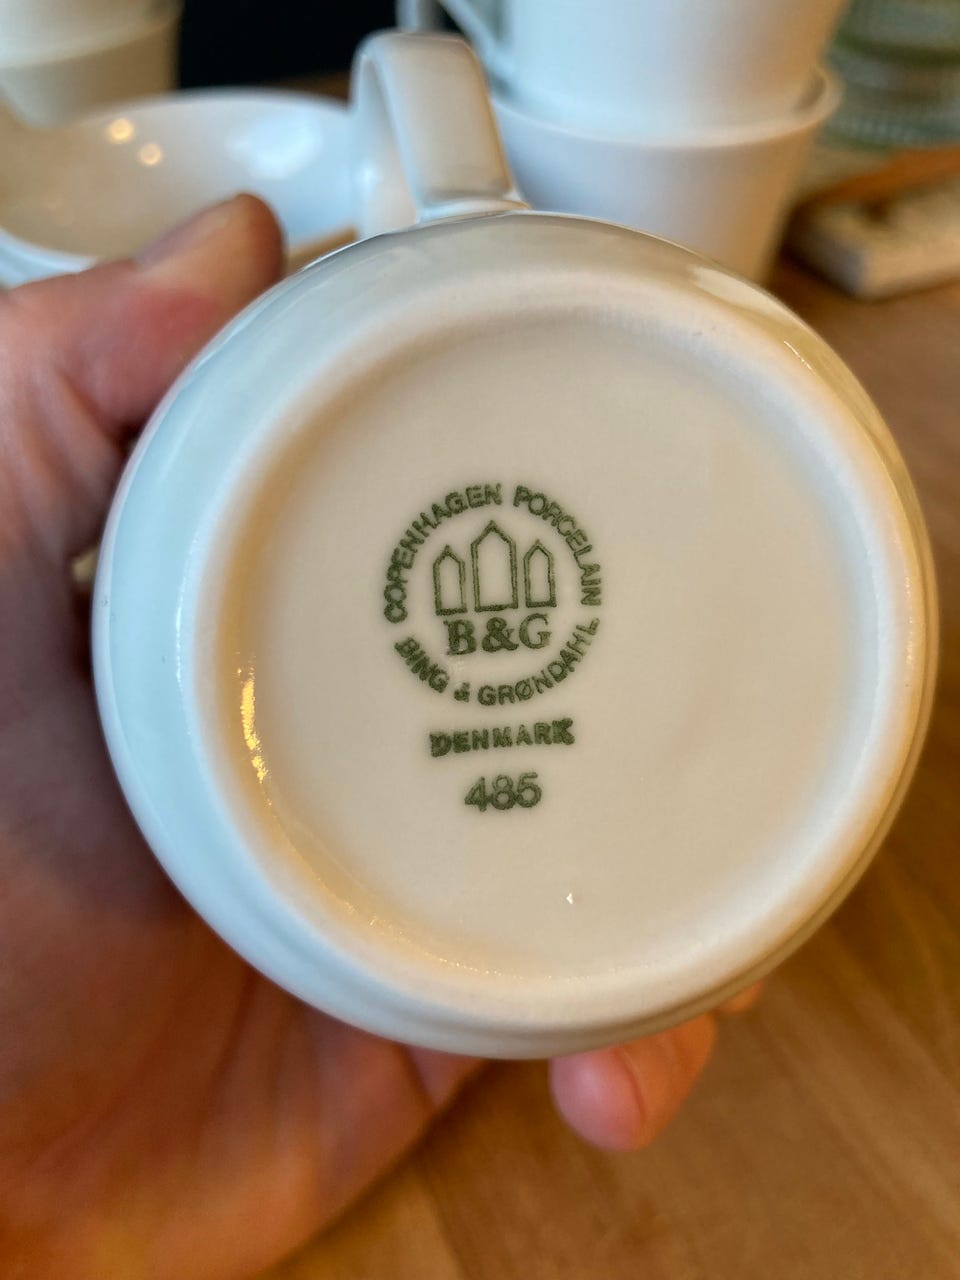 COPENHAGEN PORCELAIN
B&G
BING & GRØNDAHL
DENMARK
485